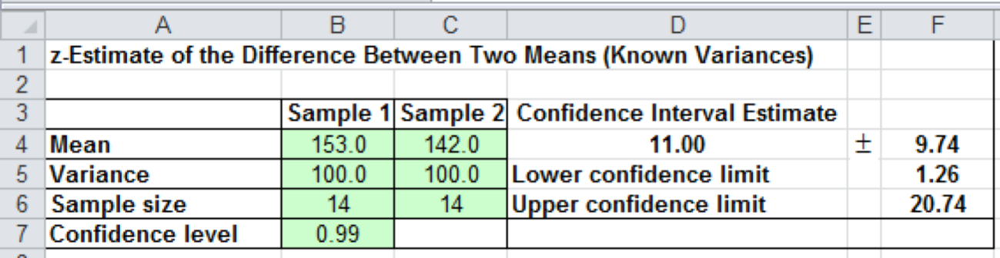 A B C D E F
1 z-Estimate of the Difference Between Two Means (Known Variances)
2
3 Sample 1 Sample 2 Confidence Interval Estimate
4 Mean 153.0 142.0 11.00 ± 9.74
5 Variance 100.0 100.0 Lower confidence limit 1.26
6 Sample size 14 14 Upper confidence limit 20.74
7 Confidence level 0.99